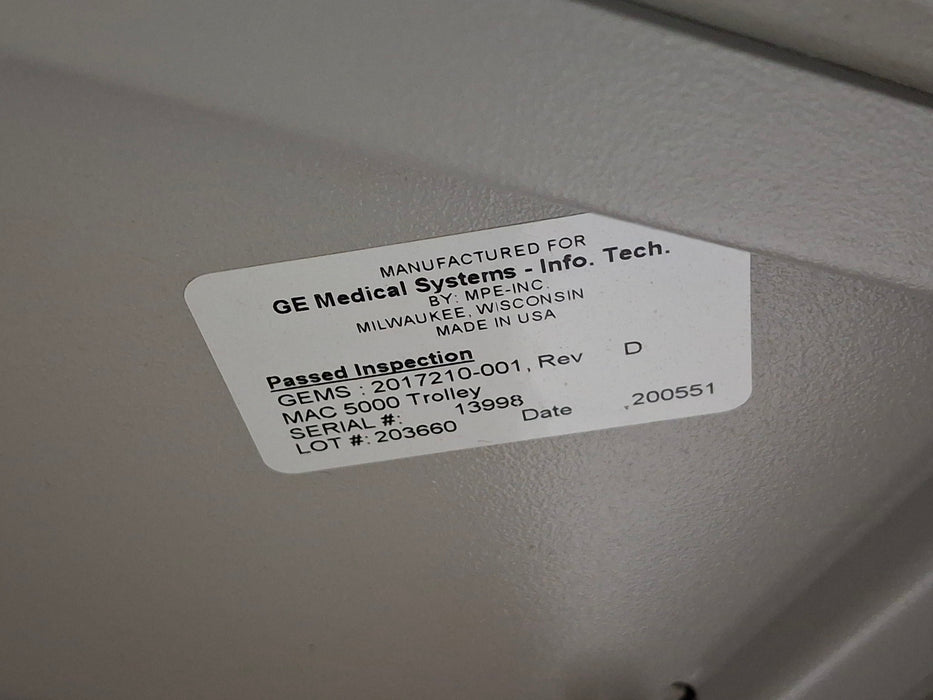 MANUFACTURED FOR
GE Medical Systems - Info. Tech.
BY: MPE-INC.
MILWAUKEE, WISCONSIN
MADE IN USA
Passed Inspection
GEMS : 2017210-001, Rev D
MAC 5000 Trolley
SERIAL #: 13998
LOT #: 203660 Date .200551